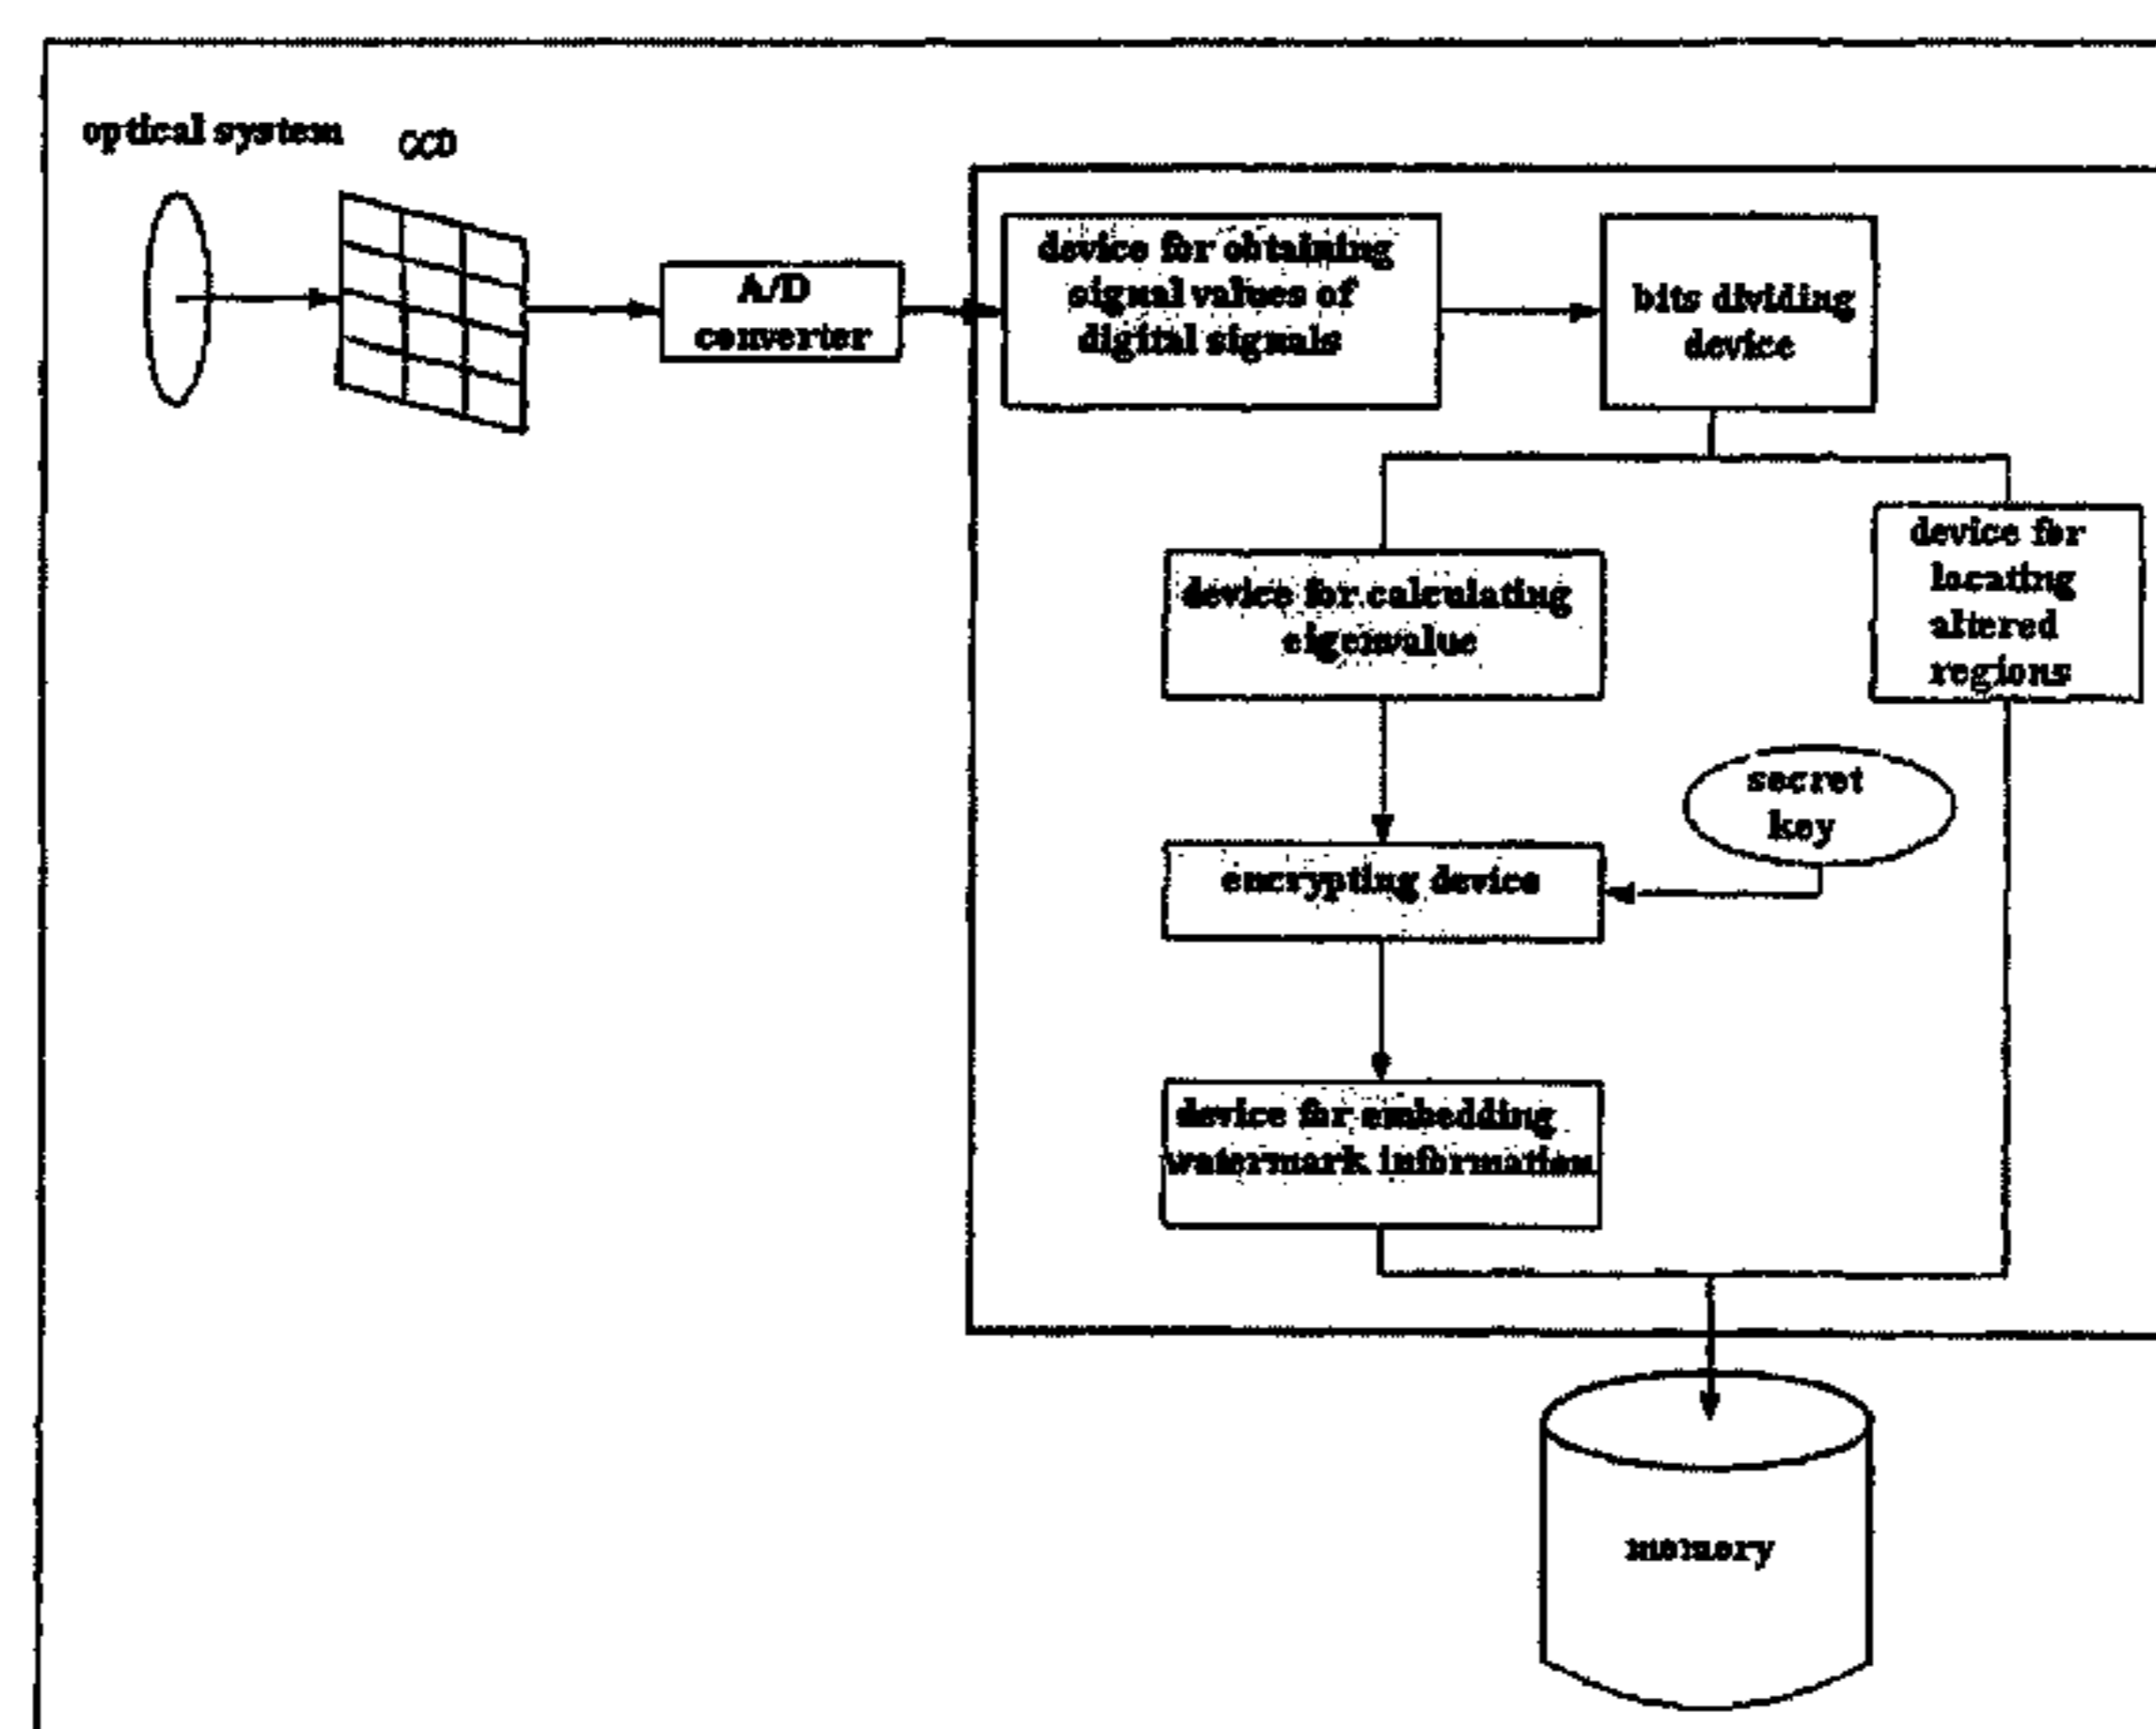 optical system
CCD
A/D
converter
device for obtaining
signal values of
digital signals
bits dividing
device
device for calculating
eigenvalue
device for
locating
altered
regions
secret
key
encrypting device
device for embedding
watermark information
memory